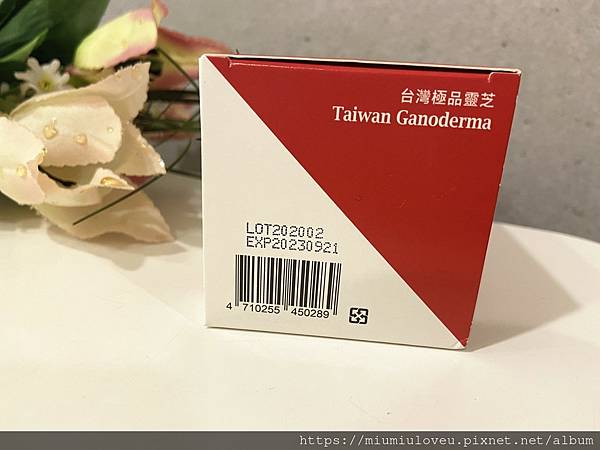 台灣極品靈芝
Taiwan Ganoderma
LOT202002
EXP20230921
4 710255 450289
https://miumiuloveu.pixnet.net/album